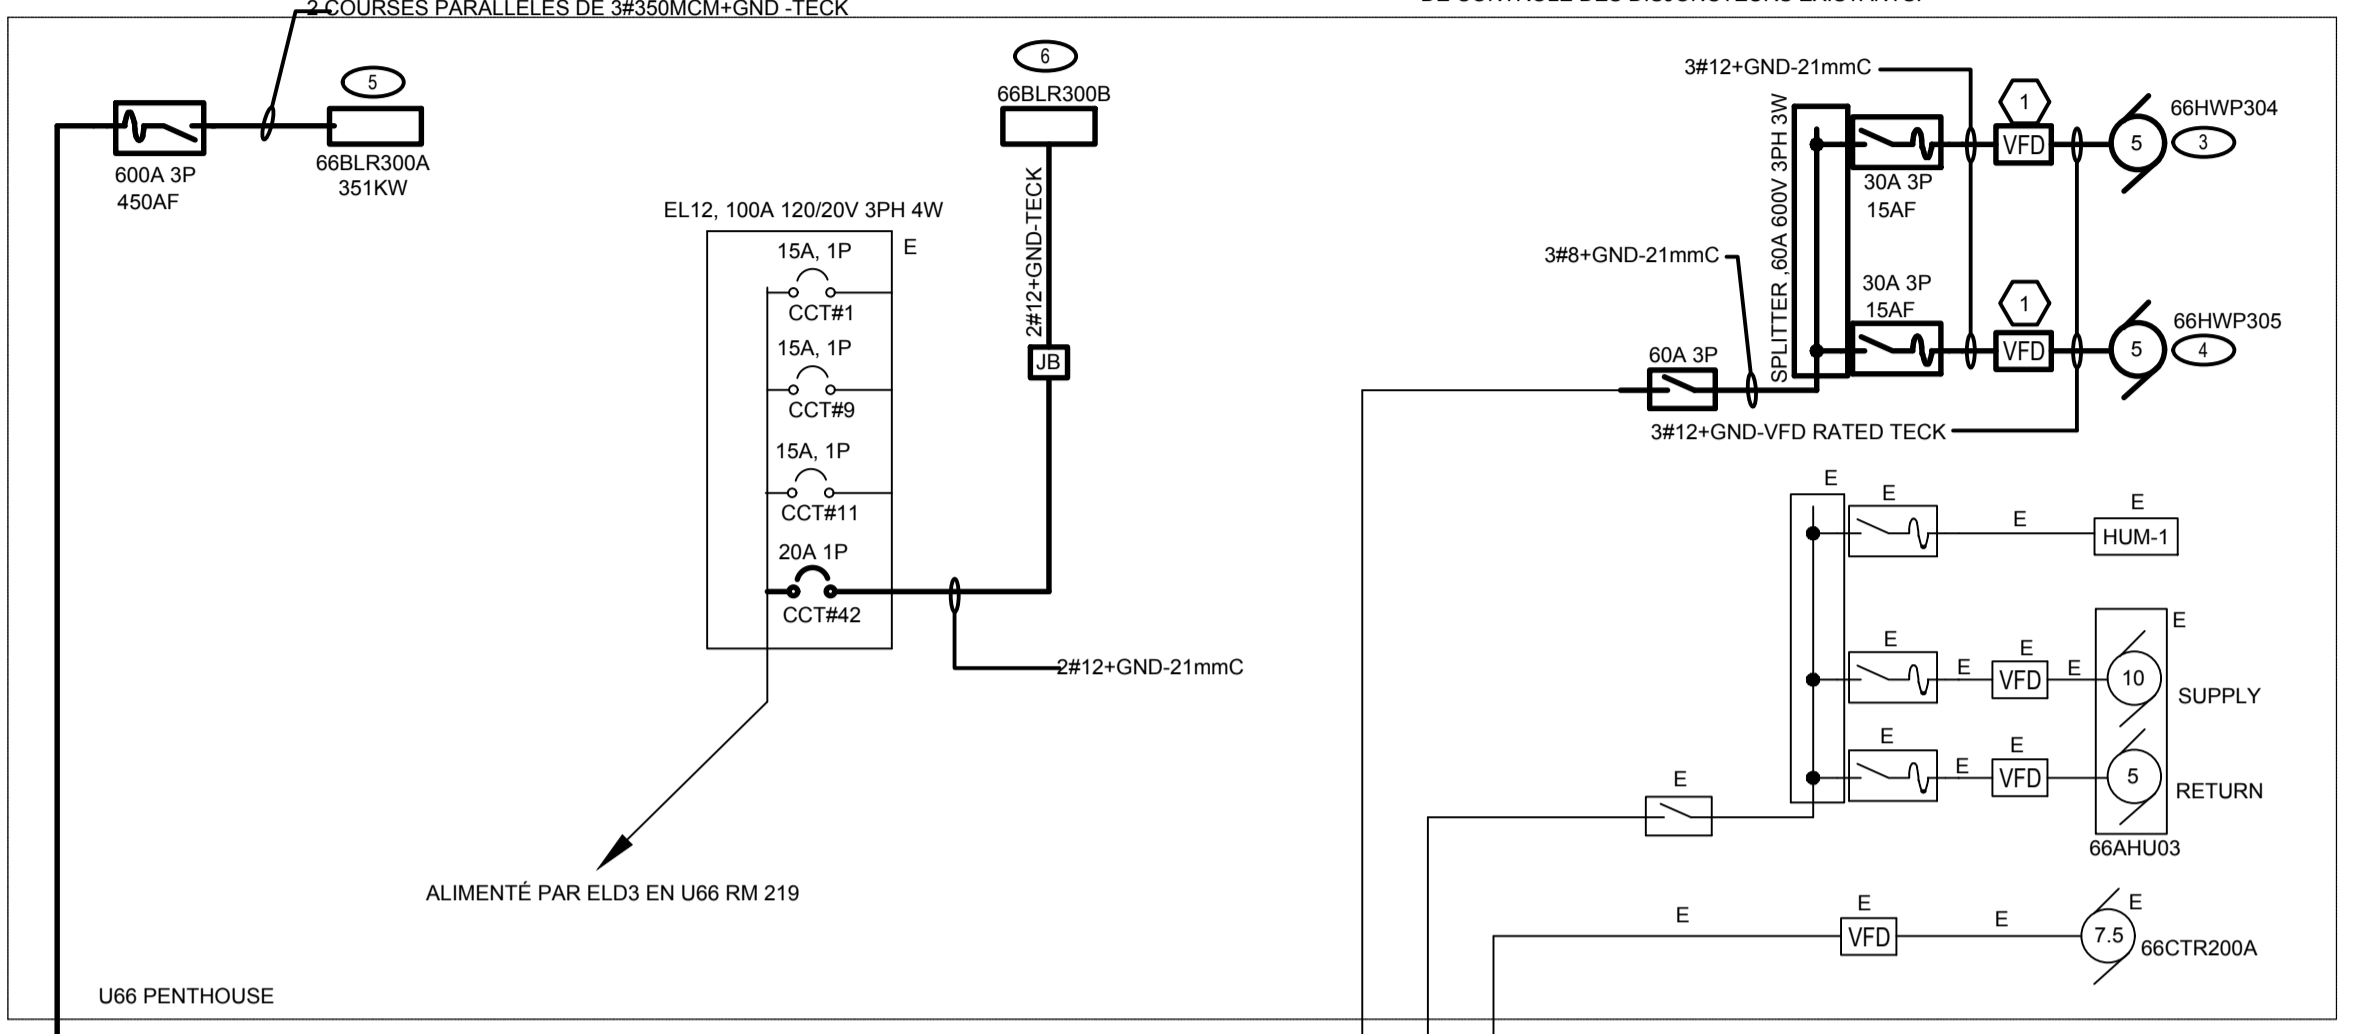 2 COURSES PARALLELES DE 3#350MCM+GND -TECK
5
600A 3P
450AF
66BLR300A
351KW
6
66BLR300B
2#12+GND-TECK
JB
EL12, 100A 120/20V 3PH 4W
E
15A, 1P
CCT#1
15A, 1P
CCT#9
15A, 1P
CCT#11
20A 1P
CCT#42
2#12+GND-21mmC
ALIMENTÉ PAR ELD3 EN U66 RM 219
U66 PENTHOUSE
3#12+GND-21mmC
SPLITTER ,60A 600V 3PH 3W
30A 3P
15AF
1
VFD
5
66HWP304
3
3#8+GND-21mmC
30A 3P
15AF
1
VFD
5
66HWP305
4
60A 3P
3#12+GND-VFD RATED TECK
E
E
E
E
HUM-1
E
E
E
VFD
E
10
E
SUPPLY
E
E
E
VFD
5
RETURN
E
66AHU03
E
E
VFD
E
7.5
E
66CTR200A